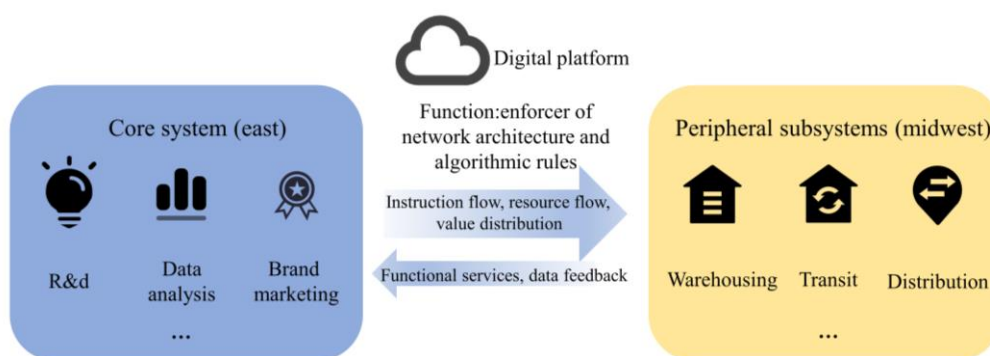 Digital platform
Function:enforcer of
network architecture and
algorithmic rules
Core system (east)
R&d
Data
analysis
Brand
marketing
...
Instruction flow, resource flow,
value distribution
Functional services, data feedback
Peripheral subsystems (midwest)
Warehousing
Transit
Distribution
...